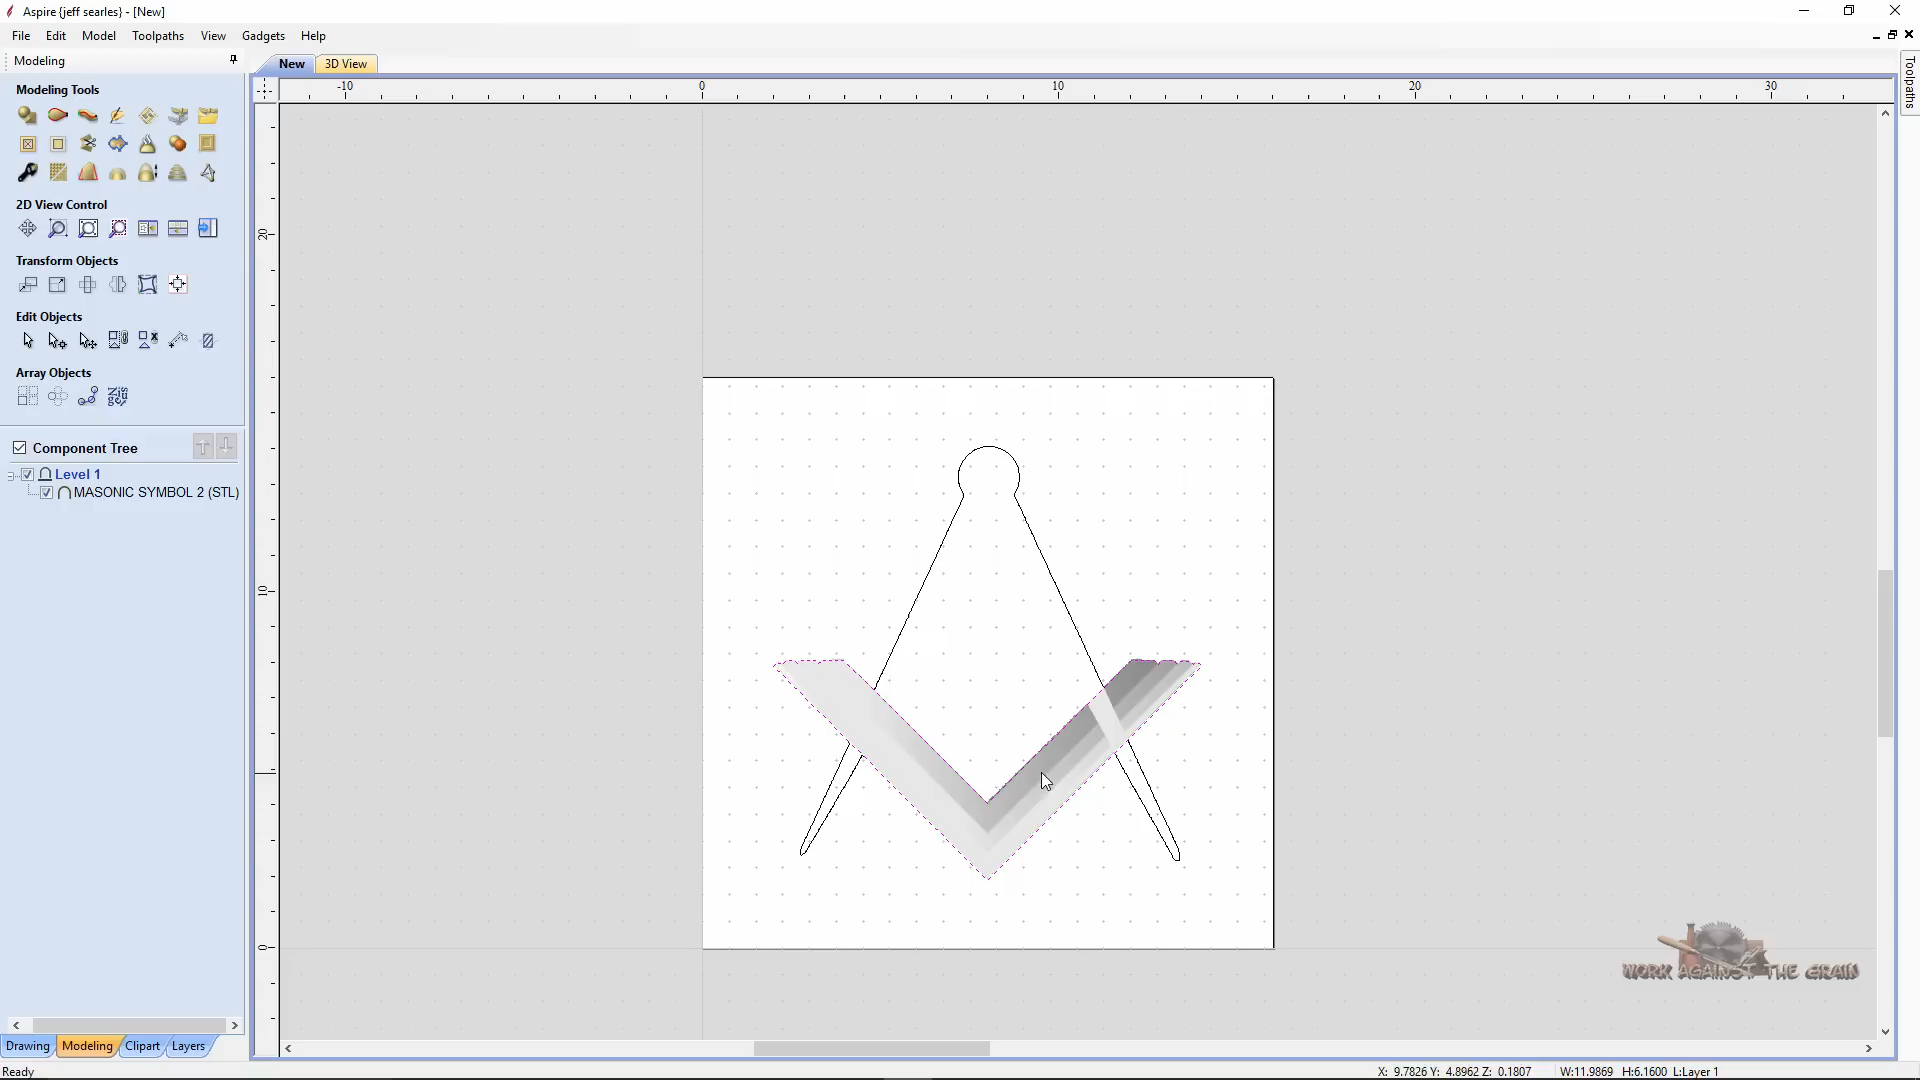 Aspire {jeff searles} - [New]
File Edit Model Toolpaths View Gadgets Help
Modeling
New 3D View
Toolpaths
Modeling Tools
-10 0 10 20 30
20
10
0
2D View Control
Transform Objects
Edit Objects
Array Objects
Component Tree
Level 1
MASONIC SYMBOL 2 (STL)
WORK AGAINST THE GRAIN
Drawing Modeling Clipart Layers
Ready
X: 9.7826 Y: 4.8962 Z: 0.1807 W:11.9869 H:6.1600 L:Layer 1